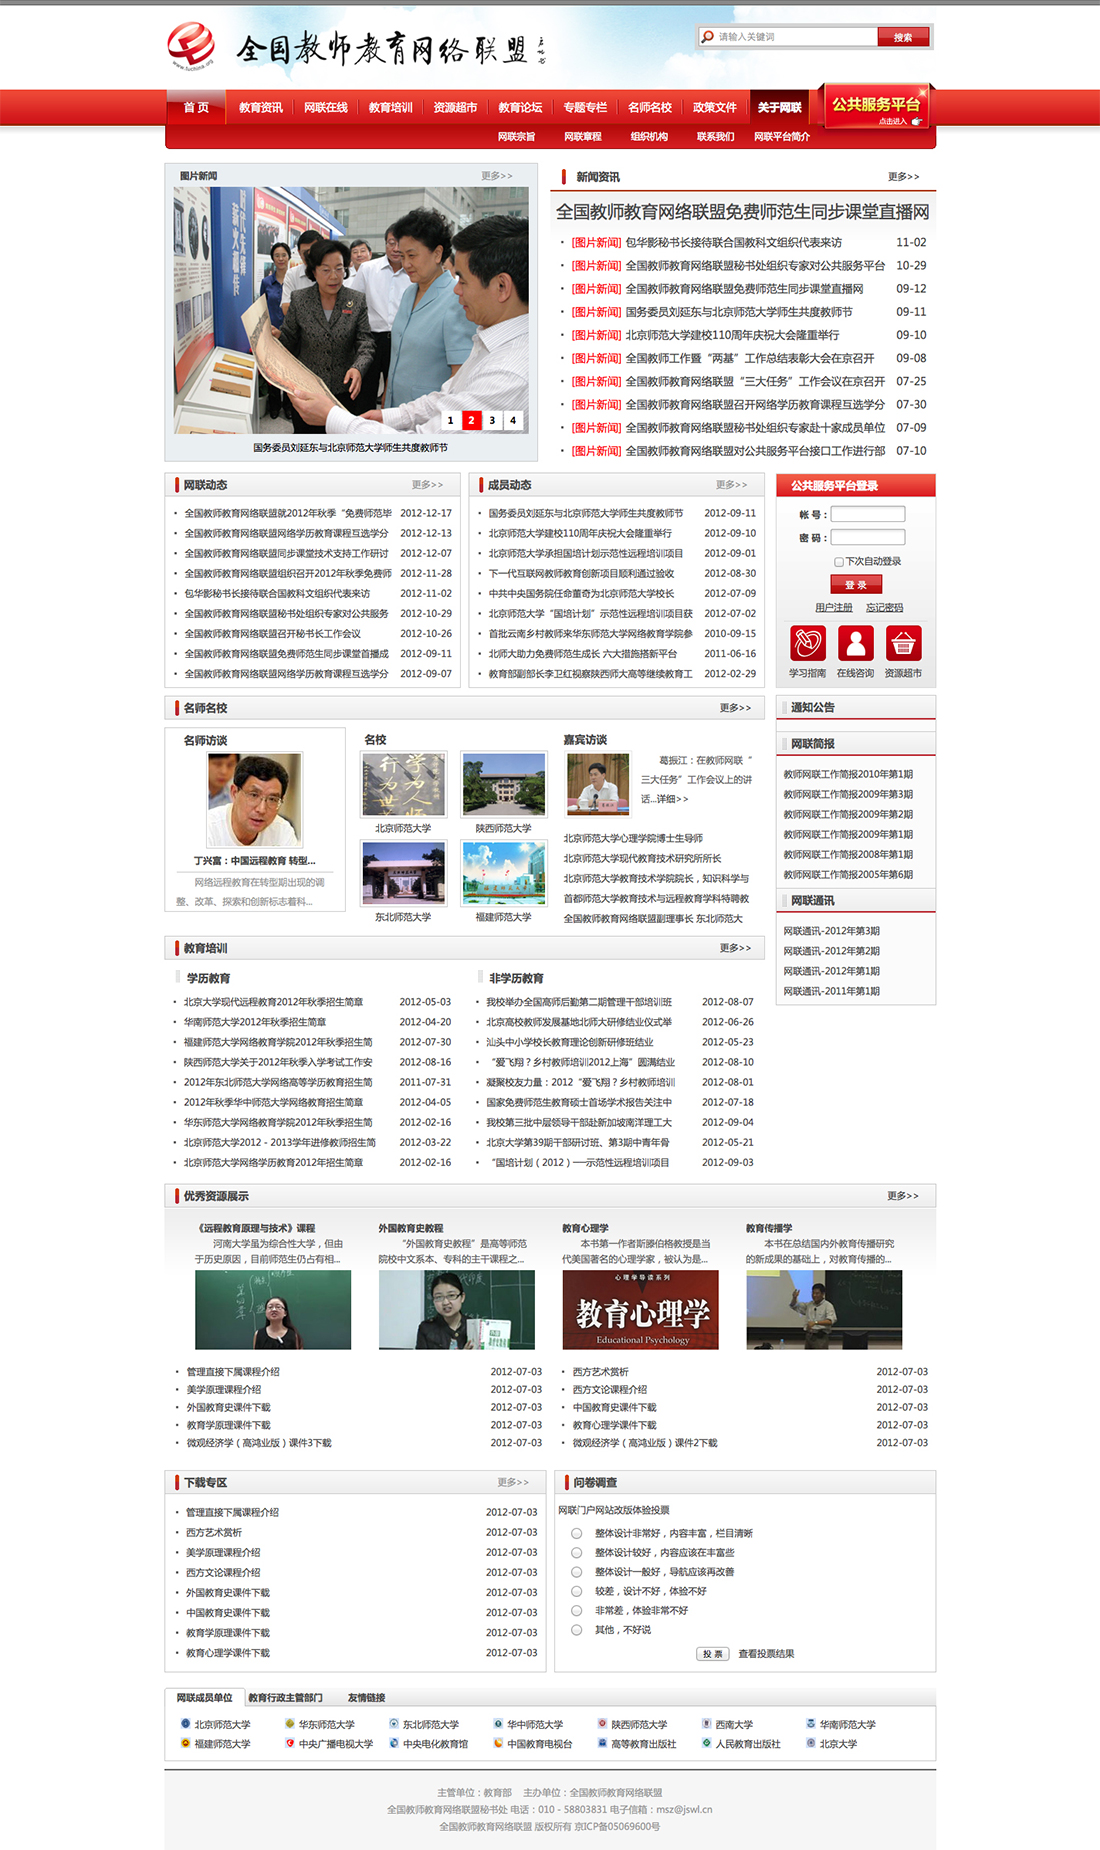 www.fuchina.org
全国教师教育网络联盟
请输入关键词
搜索
首 页 教育资讯 网联在线 教育培训 资源超市 教育论坛 专题专栏 名师名校 政策文件 关于网联
公共服务平台
点击进入
网联宗旨 网联章程 组织机构 联系我们 网联平台简介
图片新闻 更多>>
1 2 3 4
国务委员刘延东与北京师范大学师生共度教师节
新闻资讯 更多>>
全国教师教育网络联盟免费师范生同步课堂直播网
[图片新闻] 包华影秘书长接待联合国教科文组织代表来访 11-02
[图片新闻] 全国教师教育网络联盟秘书处组织专家对公共服务平台 10-29
[图片新闻] 全国教师教育网络联盟免费师范生同步课堂直播网 09-12
[图片新闻] 国务委员刘延东与北京师范大学师生共度教师节 09-11
[图片新闻] 北京师范大学建校110周年庆祝大会隆重举行 09-10
[图片新闻] 全国教师工作暨“两基”工作总结表彰大会在京召开 09-08
[图片新闻] 全国教师教育网络联盟“三大任务”工作会议在京召开 07-25
[图片新闻] 全国教师教育网络联盟召开网络学历教育课程互选学分 07-30
[图片新闻] 全国教师教育网络联盟秘书处组织专家赴十家成员单位 07-09
[图片新闻] 全国教师教育网络联盟对公共服务平台接口工作进行部 07-10
网联动态 更多>>
全国教师教育网络联盟就2012年秋季“免费师范毕 2012-12-17
全国教师教育网络联盟网络学历教育课程互选学分 2012-12-13
全国教师教育网络联盟同步课堂技术支持工作研讨 2012-12-07
全国教师教育网络联盟组织召开2012年秋季免费师 2012-11-28
包华影秘书长接待联合国教科文组织代表来访 2012-11-02
全国教师教育网络联盟秘书处组织专家对公共服务 2012-10-29
全国教师教育网络联盟召开秘书长工作会议 2012-10-26
全国教师教育网络联盟免费师范生同步课堂首播成 2012-09-11
全国教师教育网络联盟网络学历教育课程互选学分 2012-09-07
成员动态 更多>>
国务委员刘延东与北京师范大学师生共度教师节 2012-09-11
北京师范大学建校110周年庆祝大会隆重举行 2012-09-10
北京师范大学承担国培计划示范性远程培训项目 2012-09-01
下一代互联网教师教育创新项目顺利通过验收 2012-08-30
中共中央国务院任命董奇为北京师范大学校长 2012-07-09
北京师范大学“国培计划”示范性远程培训项目获 2012-07-02
首批云南乡村教师来华东师范大学网络教育学院参 2010-09-15
北师大助力免费师范生成长 六大措施搭新平台 2011-06-16
教育部副部长李卫红视察陕西师大高等继续教育工 2012-02-29
公共服务平台登录
帐 号：
密 码：
下次自动登录
登 录
用户注册 忘记密码
学习指南 在线咨询 资源超市
名师名校 更多>>
名师访谈
丁兴富：中国远程教育 转型...
网络远程教育在转型期出现的调
整、改革、探索和创新标志着科...
名校
学为人师
行为世
北京师范大学 陕西师范大学
东北师范大学 福建师范大学
嘉宾访谈
葛振江：在教师网联“
三大任务”工作会议上的讲
话...详细>>
北京师范大学心理学院博士生导师
北京师范大学现代教育技术研究所所长
北京师范大学教育技术学院院长，知识科学与
首都师范大学教育技术与远程教育学科特聘教
全国教师教育网络联盟副理事长 东北师范大
通知公告
网联简报
教师网联工作简报2010年第1期
教师网联工作简报2009年第3期
教师网联工作简报2009年第2期
教师网联工作简报2009年第1期
教师网联工作简报2008年第1期
教师网联工作简报2005年第6期
网联通讯
网联通讯-2012年第3期
网联通讯-2012年第2期
网联通讯-2012年第1期
网联通讯-2011年第1期
教育培训 更多>>
学历教育
北京大学现代远程教育2012年秋季招生简章 2012-05-03
华南师范大学2012年秋季招生简章 2012-04-20
福建师范大学网络教育学院2012年秋季招生简 2012-07-30
陕西师范大学关于2012年秋季入学考试工作安 2012-08-16
2012年东北师范大学网络高等学历教育招生简 2011-07-31
2012年秋季华中师范大学网络教育招生简章 2012-04-05
华东师范大学网络教育学院2012年秋季招生简 2012-02-16
北京师范大学2012－2013学年进修教师招生简 2012-03-22
北京师范大学网络学历教育2012年招生简章 2012-02-16
非学历教育
我校举办全国高师后勤第二期管理干部培训班 2012-08-07
北京高校教师发展基地北师大研修结业仪式举 2012-06-26
汕头中小学校长教育理论创新研修班结业 2012-05-23
“爱飞翔？乡村教师培训2012上海”圆满结业 2012-08-10
凝聚校友力量：2012“爱飞翔？乡村教师培训 2012-08-01
国家免费师范生教育硕士首场学术报告关注中 2012-07-18
我校第三批中层领导干部赴新加坡南洋理工大 2012-09-04
北京大学第39期干部研讨班、第3期中青年骨 2012-05-21
“国培计划（2012）──示范性远程培训项目 2012-09-03
优秀资源展示 更多>>
《远程教育原理与技术》课程
河南大学虽为综合性大学，但由
于历史原因，目前师范生仍占有相...
外国教育史教程
“外国教育史教程”是高等师范
院校中文系本、专科的主干课程之...
教育心理学
本书第一作者斯滕伯格教授是当
代美国著名的心理学家，被认为是...
心理学导读系列
教育心理学
Educational Psychology
教育传播学
本书在总结国内外教育传播研究
的新成果的基础上，对教育传播的...
管理直接下属课程介绍 2012-07-03
美学原理课程介绍 2012-07-03
外国教育史课件下载 2012-07-03
教育学原理课件下载 2012-07-03
微观经济学（高鸿业版）课件3下载 2012-07-03
西方艺术赏析 2012-07-03
西方文论课程介绍 2012-07-03
中国教育史课件下载 2012-07-03
教育心理学课件下载 2012-07-03
微观经济学（高鸿业版）课件2下载 2012-07-03
下载专区 更多>>
管理直接下属课程介绍 2012-07-03
西方艺术赏析 2012-07-03
美学原理课程介绍 2012-07-03
西方文论课程介绍 2012-07-03
外国教育史课件下载 2012-07-03
中国教育史课件下载 2012-07-03
教育学原理课件下载 2012-07-03
教育心理学课件下载 2012-07-03
问卷调查
网联门户网站改版体验投票
整体设计非常好，内容丰富，栏目清晰
整体设计较好，内容应该在丰富些
整体设计一般好，导航应该再改善
较差，设计不好，体验不好
非常差，体验非常不好
其他，不好说
投 票 查看投票结果
网联成员单位 教育行政主管部门 友情链接
北京师范大学 华东师范大学 东北师范大学 华中师范大学 陕西师范大学 西南大学 华南师范大学
福建师范大学 中央广播电视大学 中央电化教育馆 中国教育电视台 高等教育出版社 人民教育出版社 北京大学
主管单位：教育部 主办单位：全国教师教育网络联盟
全国教师教育网络联盟秘书处 电话：010－58803831 电子信箱：msz@jswl.cn
全国教师教育网络联盟 版权所有 京ICP备05069600号